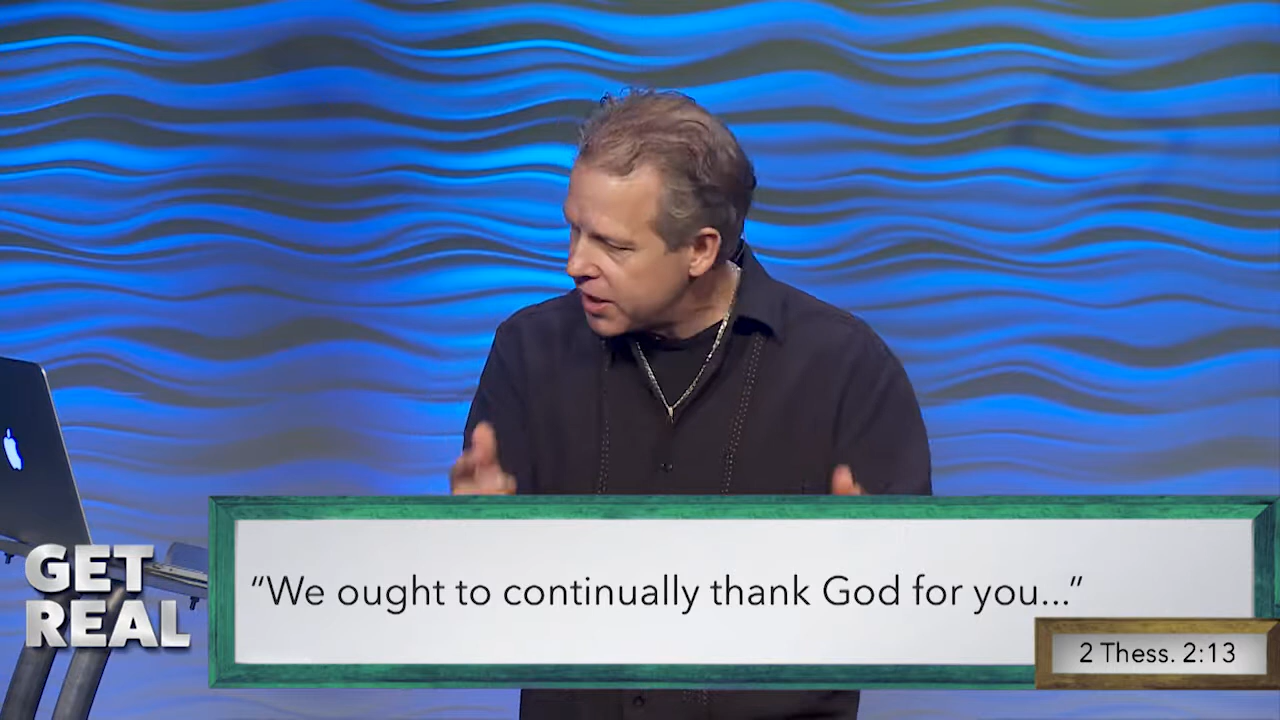 GET
REAL
“We ought to continually thank God for you...”
2 Thess. 2:13